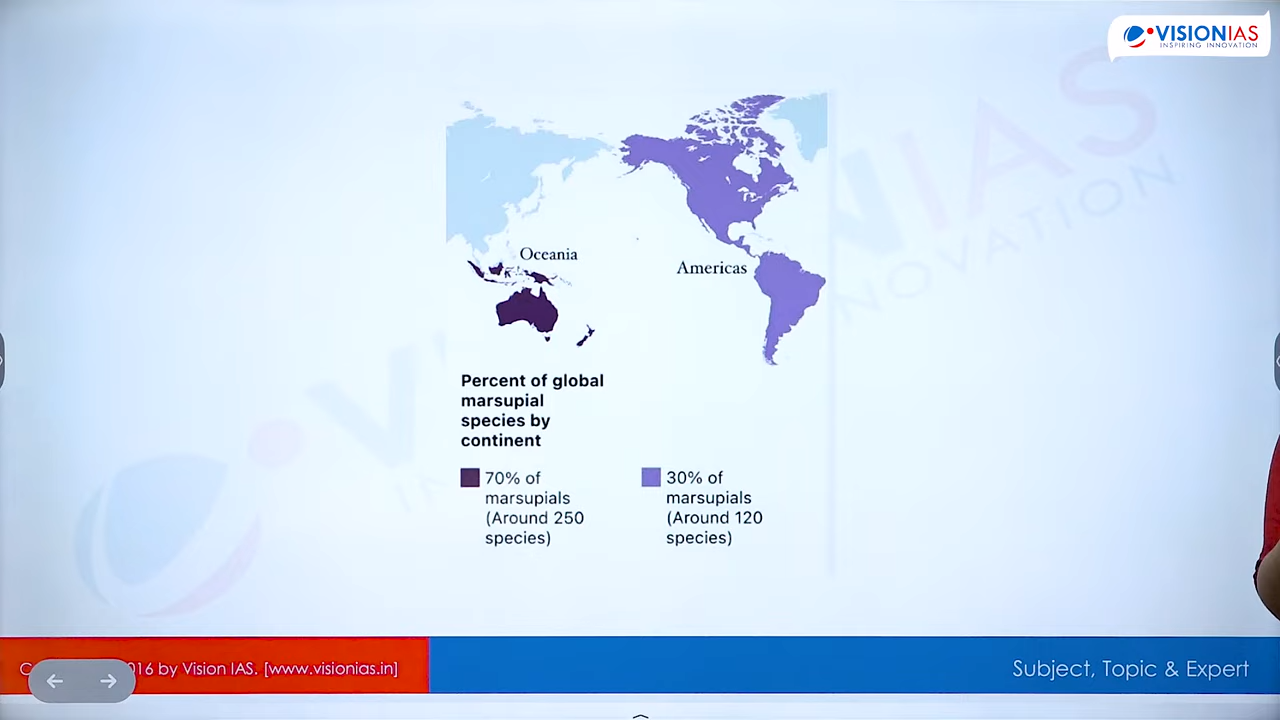 VISIONIAS
INSPIRING INNOVATION
Oceania
Americas
Percent of global
marsupial
species by
continent
70% of
marsupials
(Around 250
species)
30% of
marsupials
(Around 120
species)
16 by Vision IAS. [www.visionias.in]
Subject, Topic & Expert